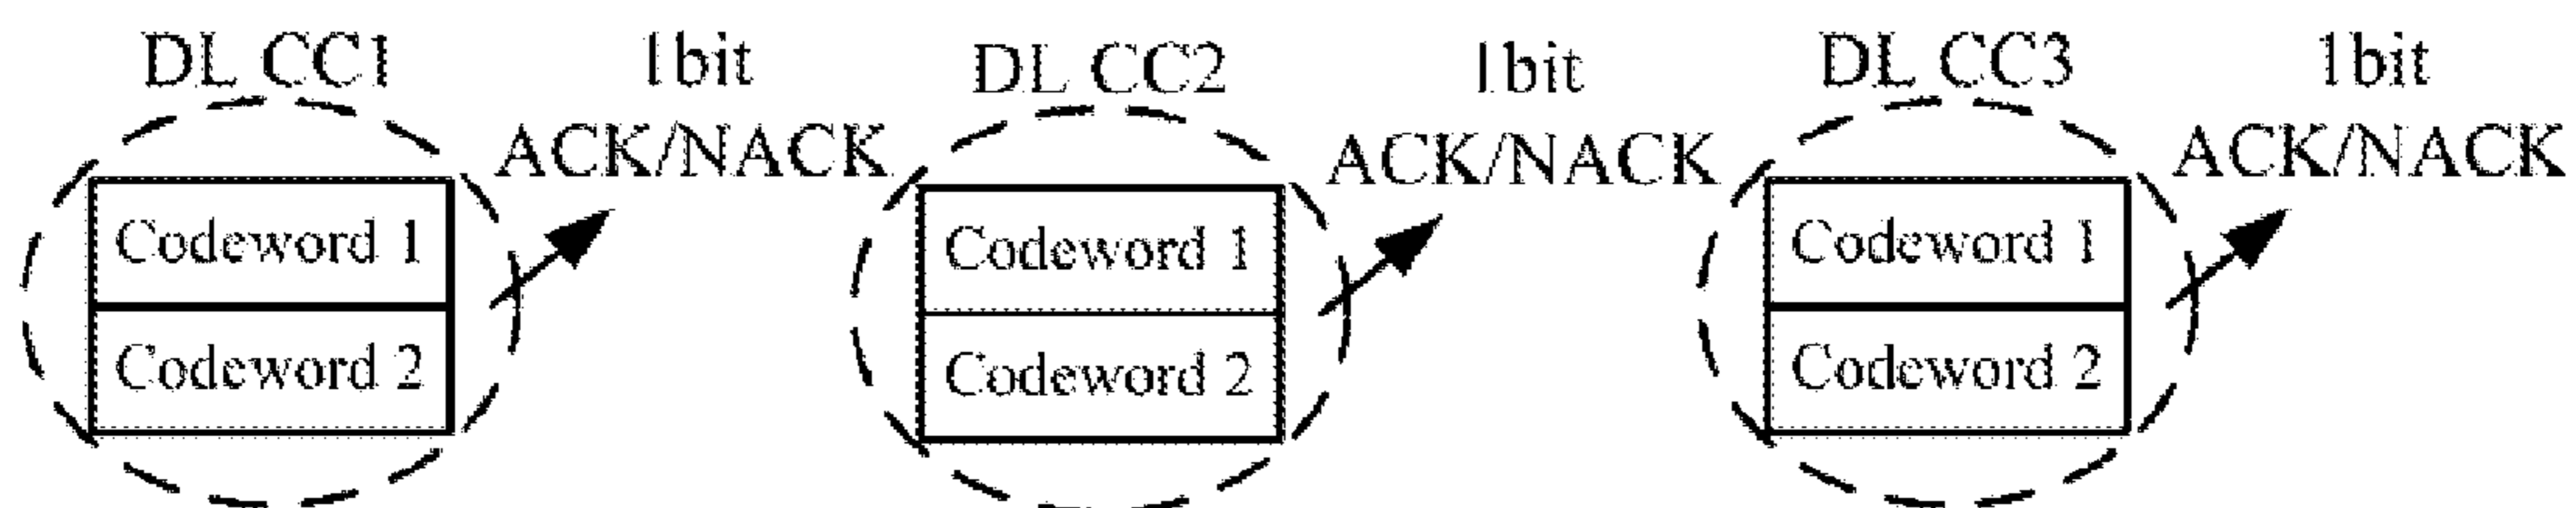 DL CC1
1bit
ACK/NACK
Codeword 1
Codeword 2
DL CC2
1bit
ACK/NACK
Codeword 1
Codeword 2
DL CC3
1bit
ACK/NACK
Codeword 1
Codeword 2